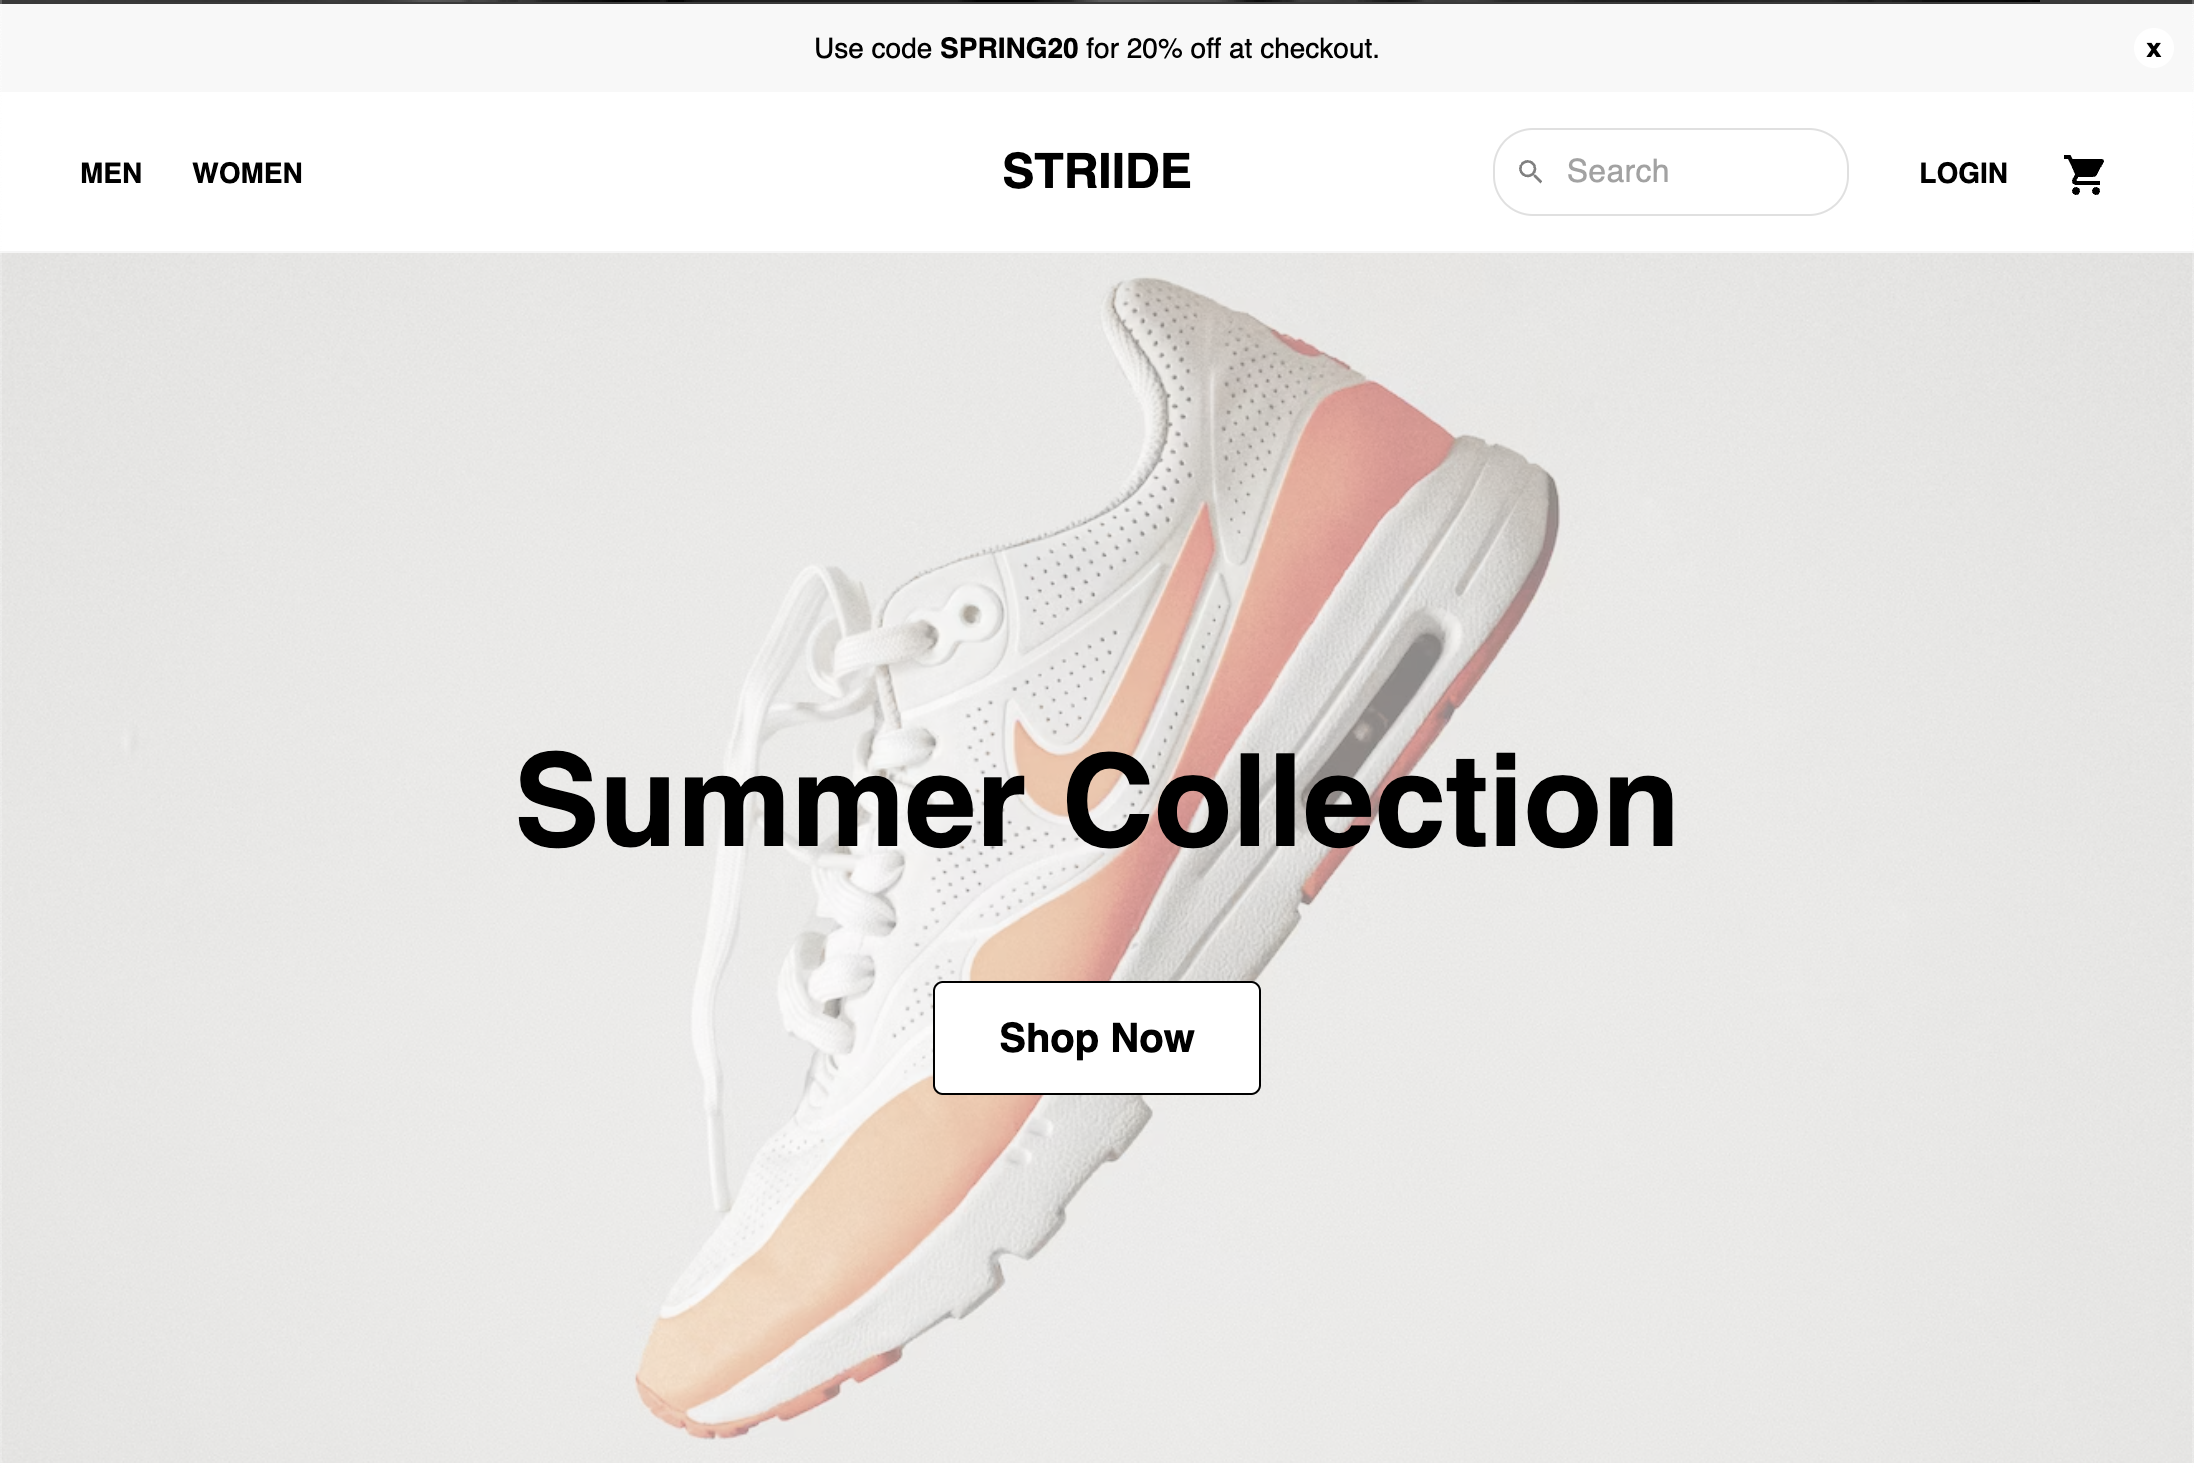 Use code SPRING20 for 20% off at checkout.
x
MEN WOMEN STRIIDE Search LOGIN
Summer Collection
Shop Now